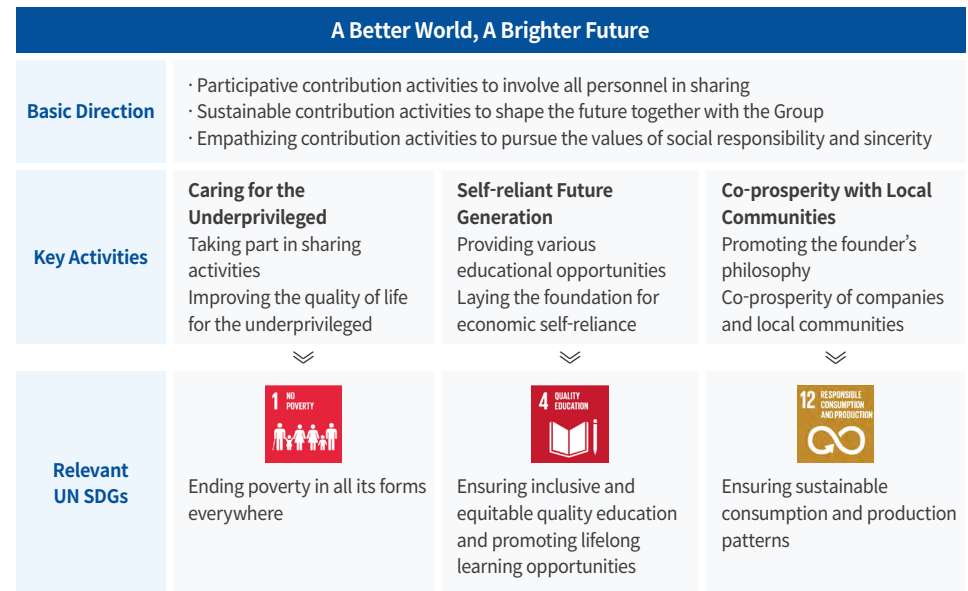 A Better World, A Brighter Future
Basic Direction
· Participative contribution activities to involve all personnel in sharing
· Sustainable contribution activities to shape the future together with the Group
· Empathizing contribution activities to pursue the values of social responsibility and sincerity
Key Activities
Caring for the
Underprivileged
Taking part in sharing
activities
Improving the quality of life
for the underprivileged
Self-reliant Future
Generation
Providing various
educational opportunities
Laying the foundation for
economic self-reliance
Co-prosperity with Local
Communities
Promoting the founder’s
philosophy
Co-prosperity of companies
and local communities
Relevant
UN SDGs
1 NO
POVERTY
Ending poverty in all its forms
everywhere
4 QUALITY
EDUCATION
Ensuring inclusive and
equitable quality education
and promoting lifelong
learning opportunities
12 RESPONSIBLE
CONSUMPTION
AND PRODUCTION
Ensuring sustainable
consumption and production
patterns